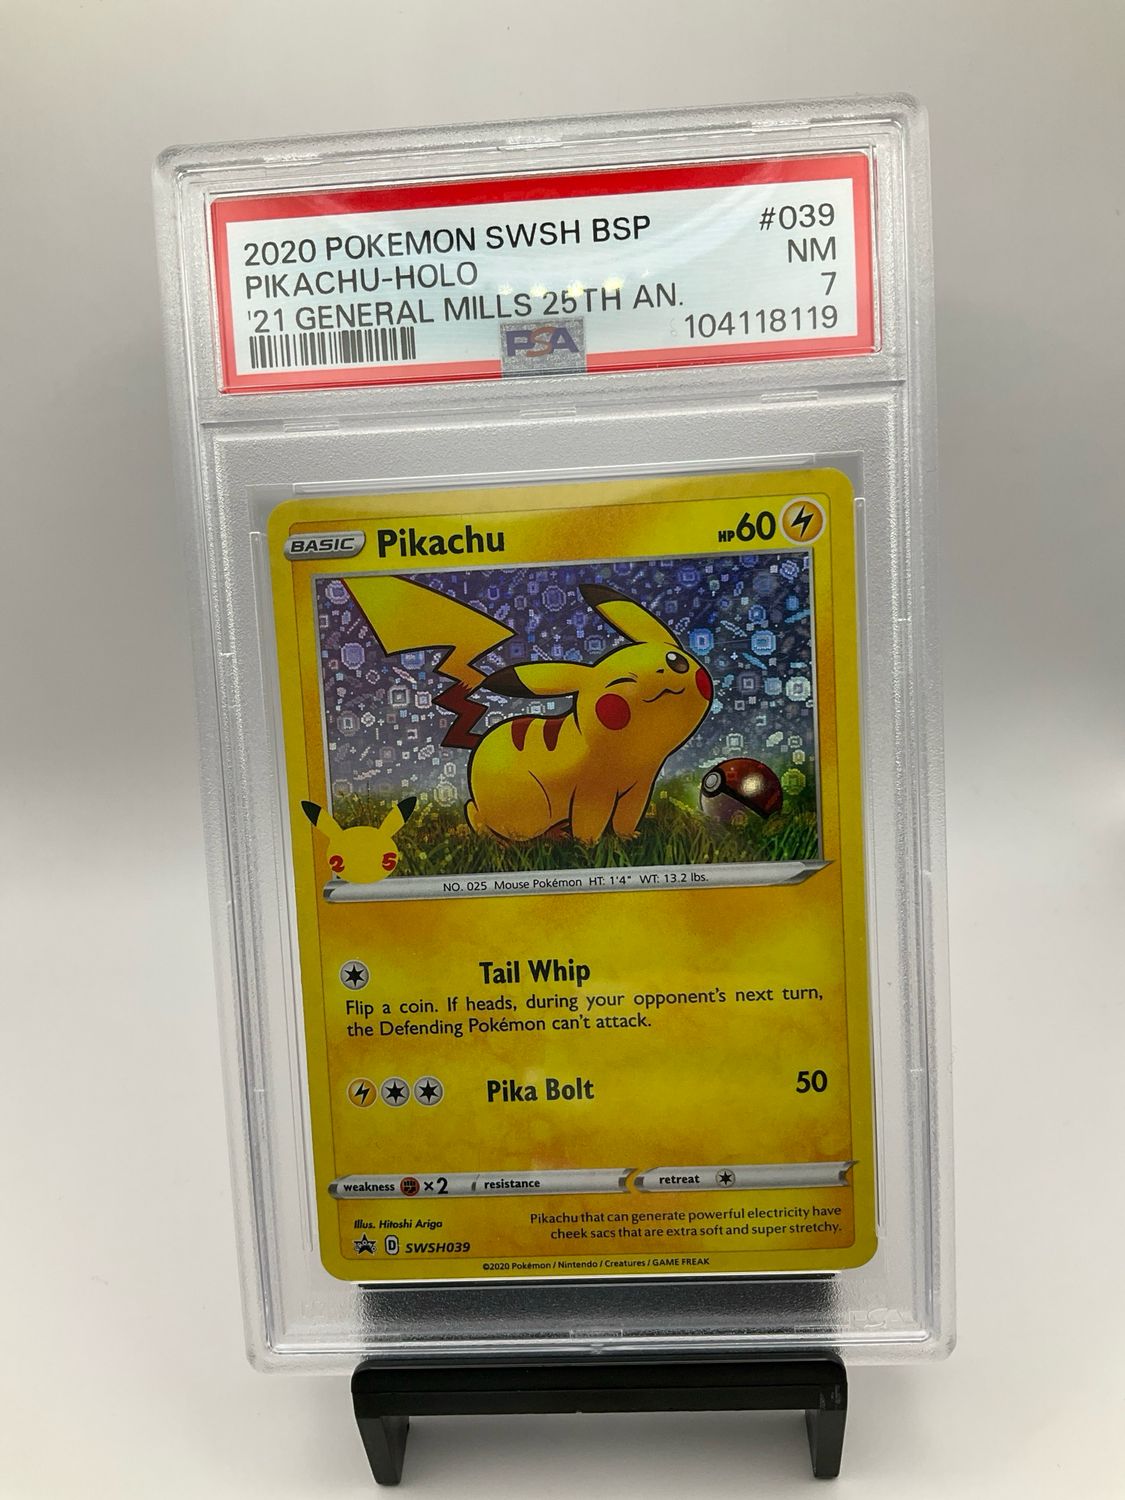 2020 POKEMON SWSH BSP #039
PIKACHU-HOLO NM
'21 GENERAL MILLS 25TH AN. 7
104118119
PSA
BASIC Pikachu HP60
25
NO. 025 Mouse Pokémon HT: 1'4" WT: 13.2 lbs.
Tail Whip
Flip a coin. If heads, during your opponent's next turn,
the Defending Pokémon can't attack.
Pika Bolt 50
weakness ×2 resistance retreat
Illus. Hitoshi Ariga
Pikachu that can generate powerful electricity have
cheek sacs that are extra soft and super stretchy.
D SWSH039
©2020 Pokémon / Nintendo / Creatures / GAME FREAK
PSA